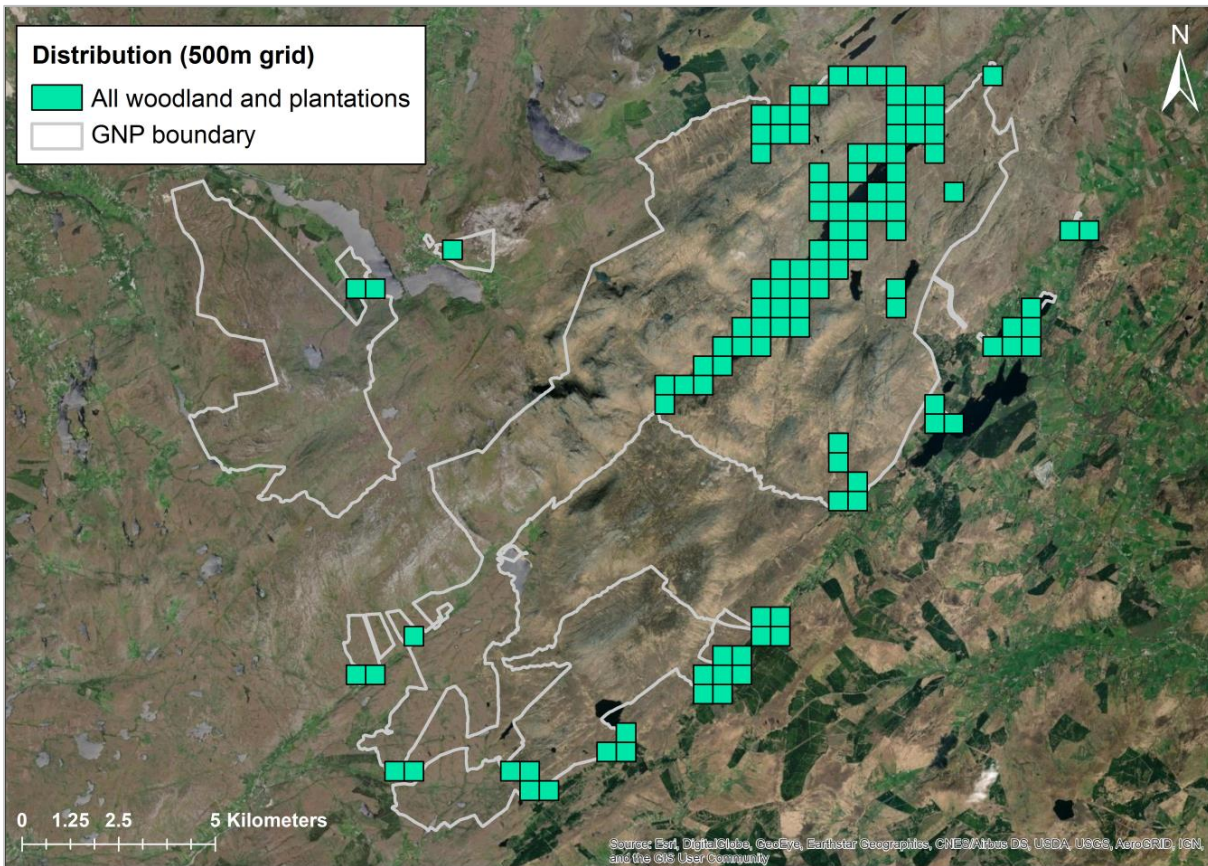 Distribution (500m grid)
All woodland and plantations
GNP boundary
N
0 1.25 2.5 5 Kilometers
Source: Esri, DigitalGlobe, GeoEye, Earthstar Geographics, CNES/Airbus DS, USDA, USGS, AeroGRID, IGN,
and the GIS User Community